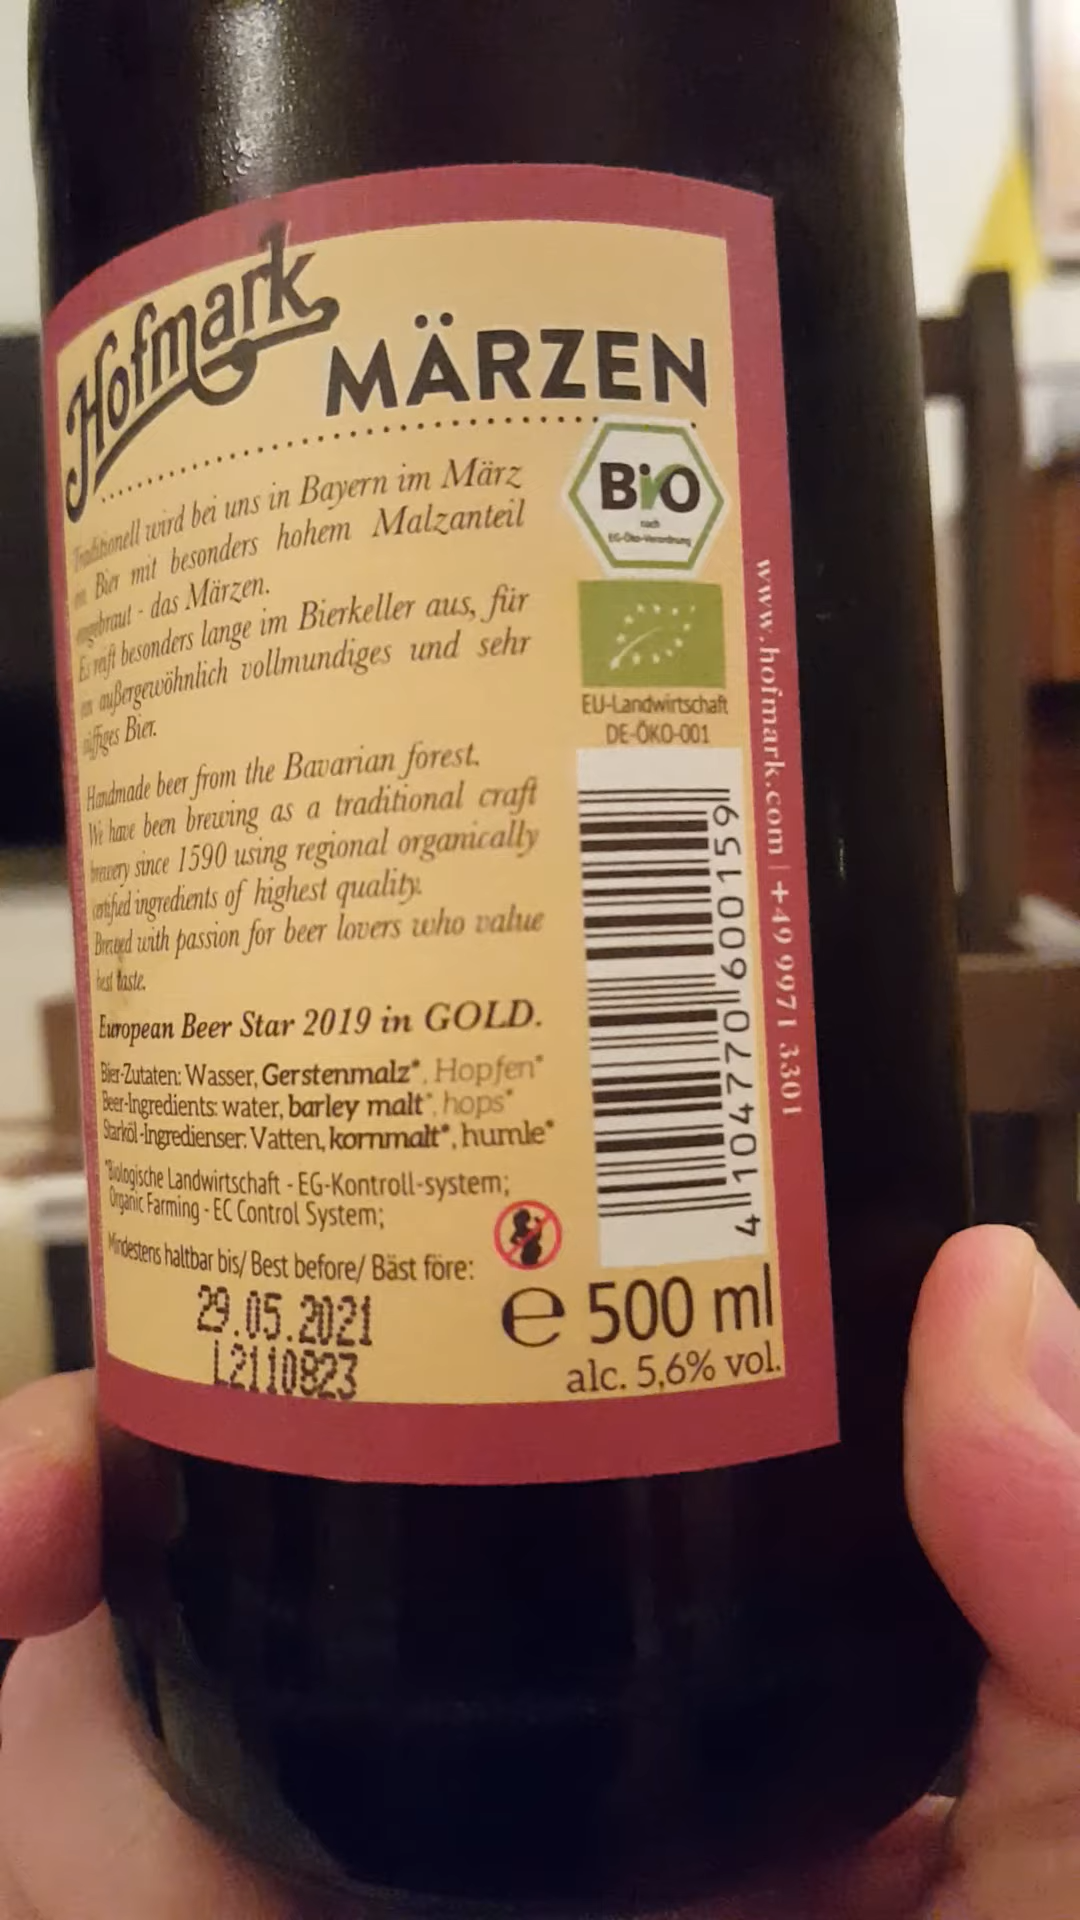 Hofmark
MÄRZEN
Traditionell wird bei uns in Bayern im März
ein Bier mit besonders hohem Malzanteil
eingebraut - das Märzen.
Es reift besonders lange im Bierkeller aus, für
ein außergewöhnlich vollmundiges und sehr
süffiges Bier.
Handmade beer from the Bavarian forest.
We have been brewing as a traditional craft
brewery since 1590 using regional organically
certified ingredients of highest quality.
Brewed with passion for beer lovers who value
best taste.
European Beer Star 2019 in GOLD.
Bier-Zutaten: Wasser, Gerstenmalz*, Hopfen*
Beer-Ingredients: water, barley malt*, hops*
Starköl-Ingredienser: Vatten, kornmalt*, humle*
*Biologische Landwirtschaft - EG-Kontroll-system;
Organic Farming - EC Control System;
Mindestens haltbar bis/ Best before/ Bäst före:
29.05.2021
L2110823
Bio
nach
EG-Öko-Verordnung
EU-Landwirtschaft
DE-ÖKO-001
4 104770 600159
e 500 ml
alc. 5,6% vol.
www.hofmark.com | +49 9971 3301